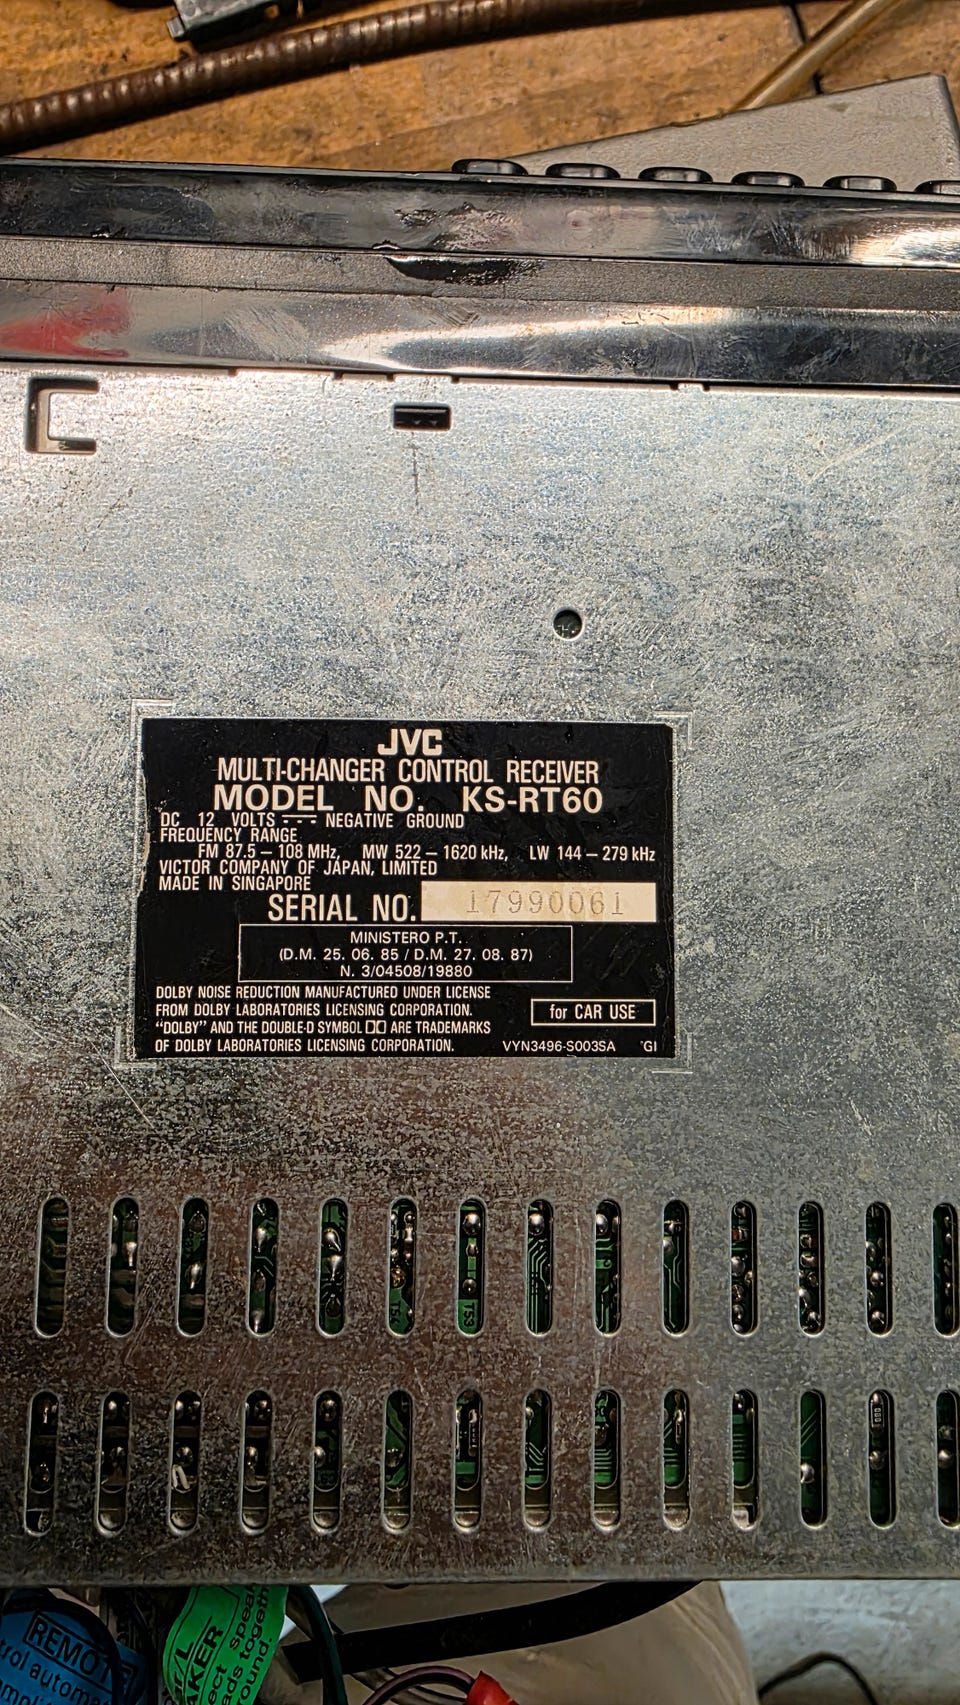 JVC
MULTI-CHANGER CONTROL RECEIVER
MODEL NO. KS-RT60
DC 12 VOLTS NEGATIVE GROUND
FREQUENCY RANGE
FM 87.5 – 108 MHz, MW 522 – 1620 kHz, LW 144 – 279 kHz
VICTOR COMPANY OF JAPAN, LIMITED
MADE IN SINGAPORE
SERIAL NO. 17990061
MINISTERO P.T.
(D.M. 25. 06. 85 / D.M. 27. 08. 87)
N. 3/04508/19880
DOLBY NOISE REDUCTION MANUFACTURED UNDER LICENSE
FROM DOLBY LABORATORIES LICENSING CORPORATION.
“DOLBY” AND THE DOUBLE-D SYMBOL ARE TRADEMARKS
OF DOLBY LABORATORIES LICENSING CORPORATION.
for CAR USE
VYN3496-S003SA GI
T53
REMOT